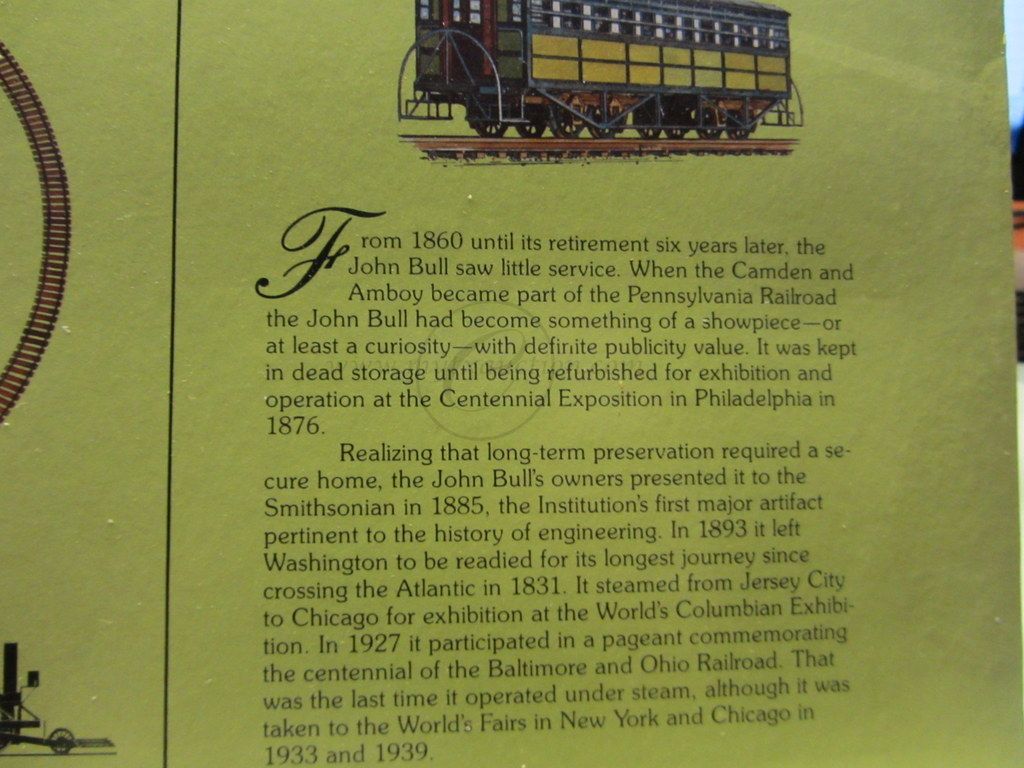 From 1860 until its retirement six years later, the
John Bull saw little service. When the Camden and
Amboy became part of the Pennsylvania Railroad
the John Bull had become something of a showpiece—or
at least a curiosity—with definite publicity value. It was kept
in dead storage until being refurbished for exhibition and
operation at the Centennial Exposition in Philadelphia in
1876.
Realizing that long-term preservation required a se-
cure home, the John Bull's owners presented it to the
Smithsonian in 1885, the Institution's first major artifact
pertinent to the history of engineering. In 1893 it left
Washington to be readied for its longest journey since
crossing the Atlantic in 1831. It steamed from Jersey City
to Chicago for exhibition at the World's Columbian Exhibi-
tion. In 1927 it participated in a pageant commemorating
the centennial of the Baltimore and Ohio Railroad. That
was the last time it operated under steam, although it was
taken to the World's Fairs in New York and Chicago in
1933 and 1939.